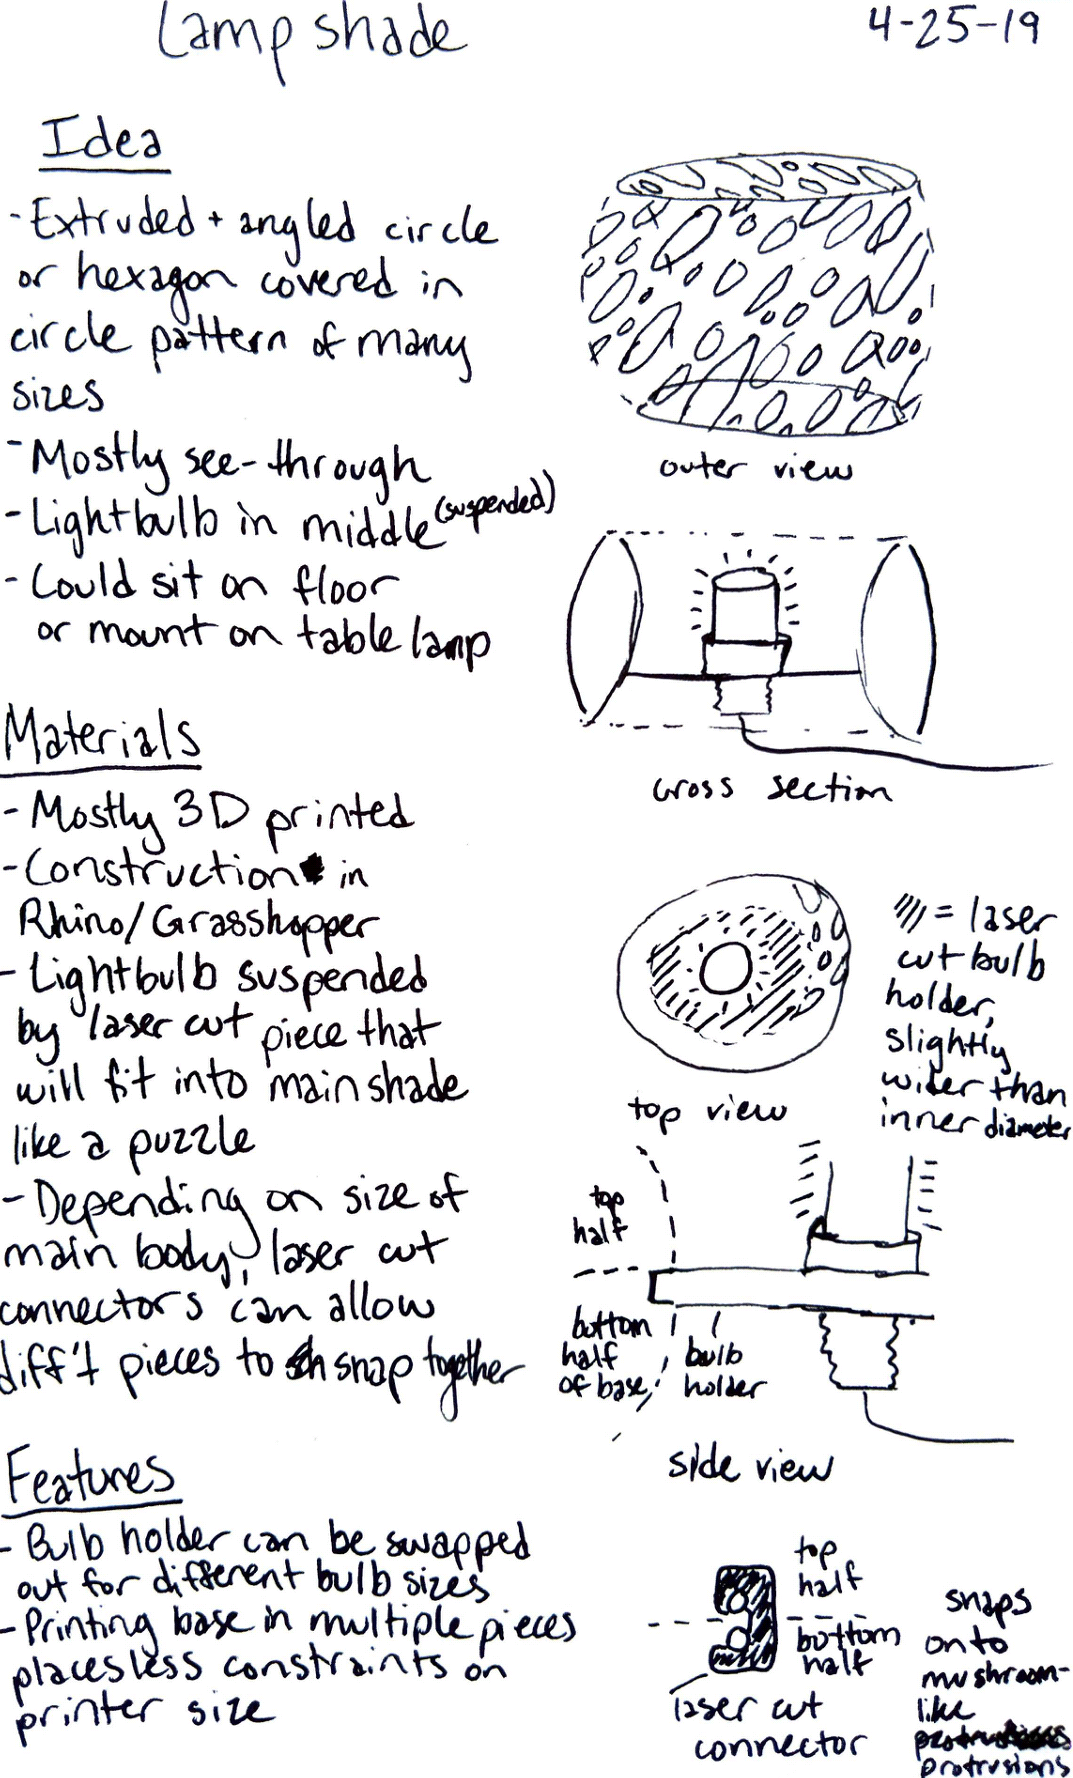 Lamp shade
4-25-19
Idea
-Extruded + angled circle
or hexagon covered in
circle pattern of many
sizes
-Mostly see-through
-Lightbulb in middle (suspended)
-Could sit on floor
or mount on table lamp
outer view
cross section
Materials
-Mostly 3D printed
-Construction in
Rhino/Grasshopper
-Lightbulb suspended
by laser cut piece that
will fit into main shade
like a puzzle
-Depending on size of
main body, laser cut
connectors can allow
diff't pieces to snap together
= laser
cut bulb
holder,
slightly
wider than
inner diameter
top view
top
half
bottom
half
of base
bulb
holder
side view
Features
-Bulb holder can be swapped
out for different bulb sizes
-Printing base in multiple pieces
places less constraints on
printer size
top
half
bottom
half
laser cut
connector
snaps
onto
mushroom-
like
protrusions